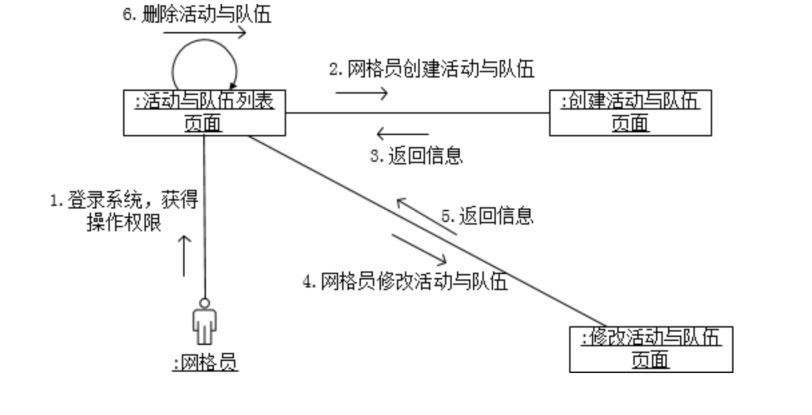 6.删除活动与队伍
2.网格员创建活动与队伍
:活动与队伍列表
页面
:创建活动与队伍
页面
3.返回信息
1.登录系统，获得
操作权限
5.返回信息
4.网格员修改活动与队伍
:网格员
:修改活动与队伍
页面